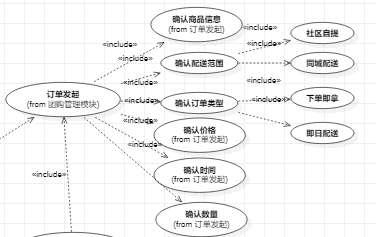 确认商品信息
(from 订单发起)
«include»
社区自提
«include»
«include»
确认配送范围
同城配送
«include»
«include»
订单发起
(from 团购管理模块)
«include»
确认订单类型
«include»
下单即拿
«include»
确认价格
(from 订单发起)
即日配送
«include»
确认时间
(from 订单发起)
«include»
确认数量
(from 订单发起)